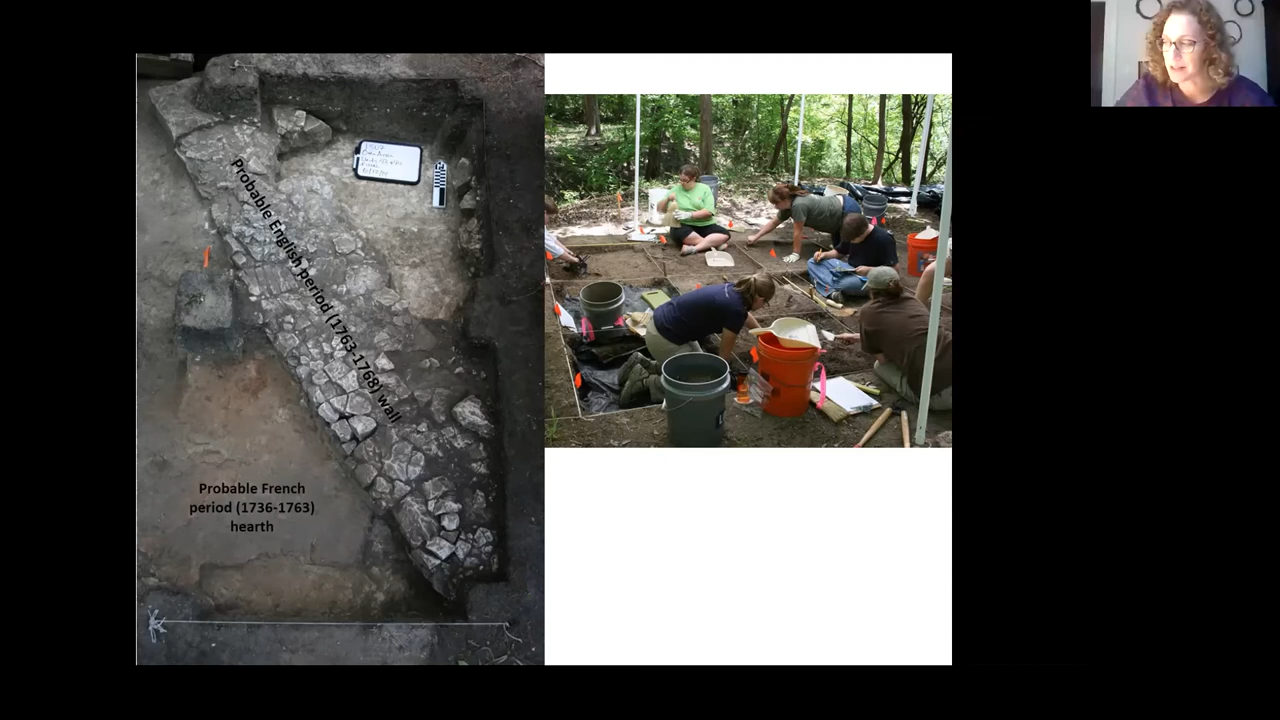 Probable English period (1763-1768) wall
Probable French
period (1736-1763)
hearth